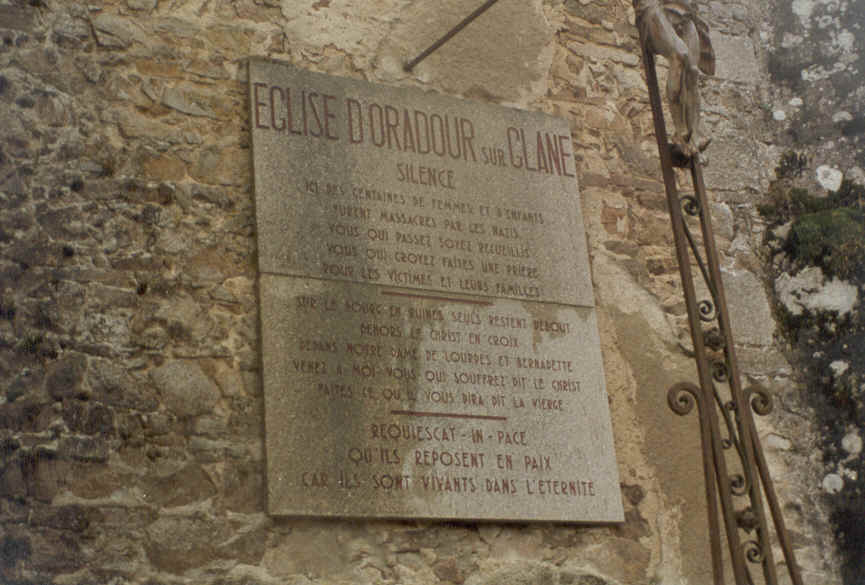 EGLISE D'ORADOUR SUR GLANE
SILENCE
ICI DES CENTAINES DE FEMMES ET D'ENFANTS
FURENT MASSACRES PAR LES NAZIS
VOUS QUI PASSEZ SOYEZ RECUEILLIS
VOUS QUI CROYEZ FAITES UNE PRIERE
POUR LES VICTIMES ET LEURS FAMILLES
SUR LE BOURG EN RUINES SEULS RESTENT DEBOUT
DEHORS LE CHRIST EN CROIX
DEDANS NOTRE DAME DE LOURDES ET BERNADETTE
VENEZ A MOI VOUS QUI SOUFFREZ DIT LE CHRIST
FAITES CE QU'IL VOUS DIRA DIT LA VIERGE
REQUIESCAT-IN-PACE
QU'ILS REPOSENT EN PAIX
CAR ILS SONT VIVANTS DANS L'ETERNITE